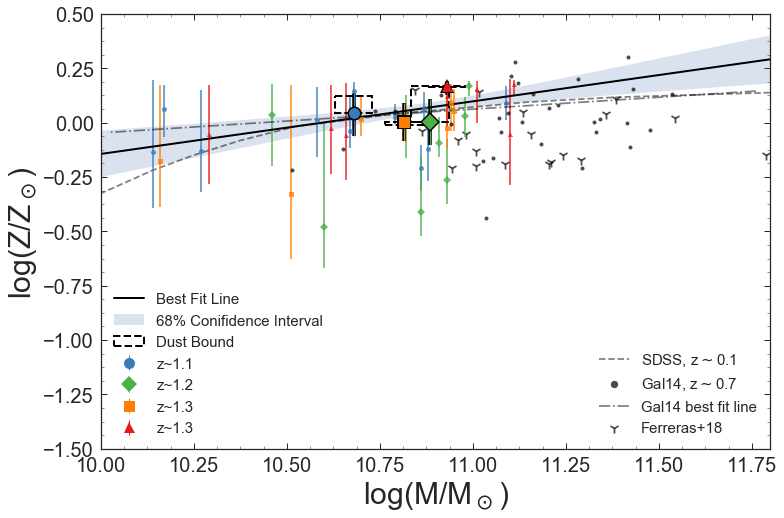 0.50
0.25
0.00
−0.25
−0.50
−0.75
−1.00
−1.25
−1.50
log(Z/Z⊙)
Best Fit Line
68% Conifidence Interval
Dust Bound
z~1.1
z~1.2
z~1.3
z~1.3
SDSS, z ∼ 0.1
Gal14, z ∼ 0.7
Gal14 best fit line
Ferreras+18
10.00 10.25 10.50 10.75 11.00 11.25 11.50 11.75
log(M/M⊙)